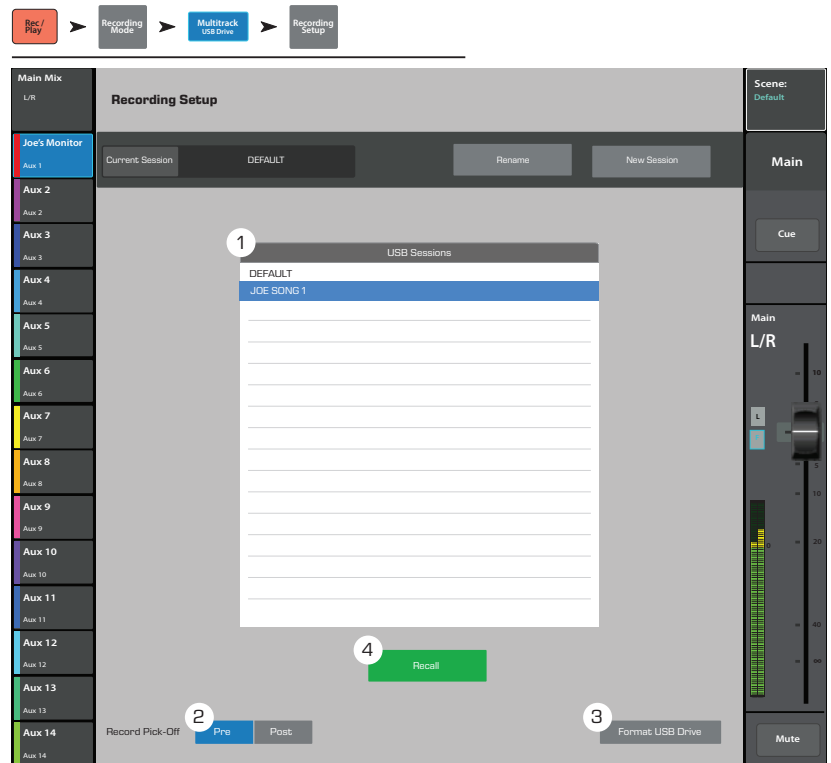 Rec / Play
Recording Mode
Multitrack USB Drive
Recording Setup
Main Mix
L/R
Recording Setup
Scene:
Default
Joe's Monitor
Aux 1
Current Session
DEFAULT
Rename
New Session
Main
Aux 2
Aux 2
Aux 3
Aux 3
Cue
1
USB Sessions
DEFAULT
JOE SONG 1
Aux 4
Aux 4
Aux 5
Aux 5
Main
L/R
Aux 6
Aux 6
10
Aux 7
Aux 7
L
Aux 8
Aux 8
5
10
Aux 9
Aux 9
0
20
Aux 10
Aux 10
Aux 11
Aux 11
40
Aux 12
Aux 12
4
Recall
∞
Aux 13
Aux 13
Aux 14
Aux 14
Record Pick-Off
2
Pre
Post
3
Format USB Drive
Mute